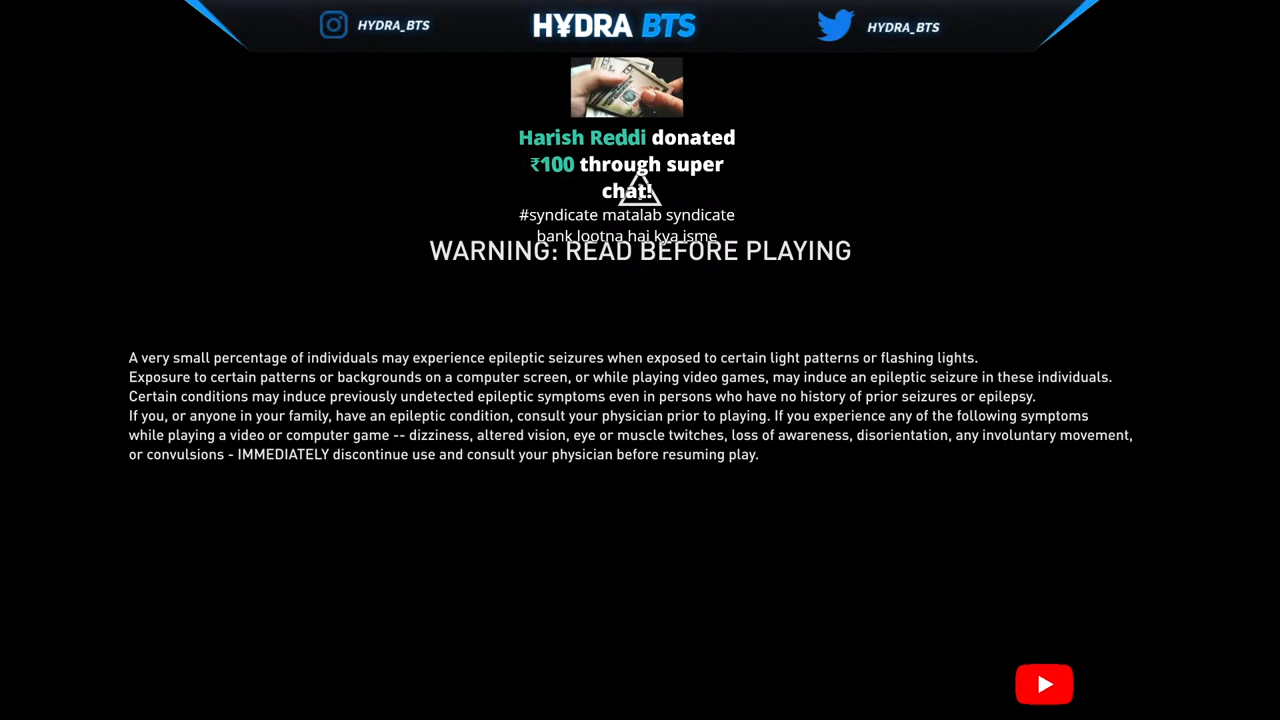 HYDRA_BTS
H¥DRA BTS
HYDRA_BTS
Harish Reddi donated
₹100 through super
chat!
#syndicate matalab syndicate
bank lootna hai kya isme
WARNING: READ BEFORE PLAYING
A very small percentage of individuals may experience epileptic seizures when exposed to certain light patterns or flashing lights.
Exposure to certain patterns or backgrounds on a computer screen, or while playing video games, may induce an epileptic seizure in these individuals.
Certain conditions may induce previously undetected epileptic symptoms even in persons who have no history of prior seizures or epilepsy.
If you, or anyone in your family, have an epileptic condition, consult your physician prior to playing. If you experience any of the following symptoms
while playing a video or computer game -- dizziness, altered vision, eye or muscle twitches, loss of awareness, disorientation, any involuntary movement,
or convulsions - IMMEDIATELY discontinue use and consult your physician before resuming play.